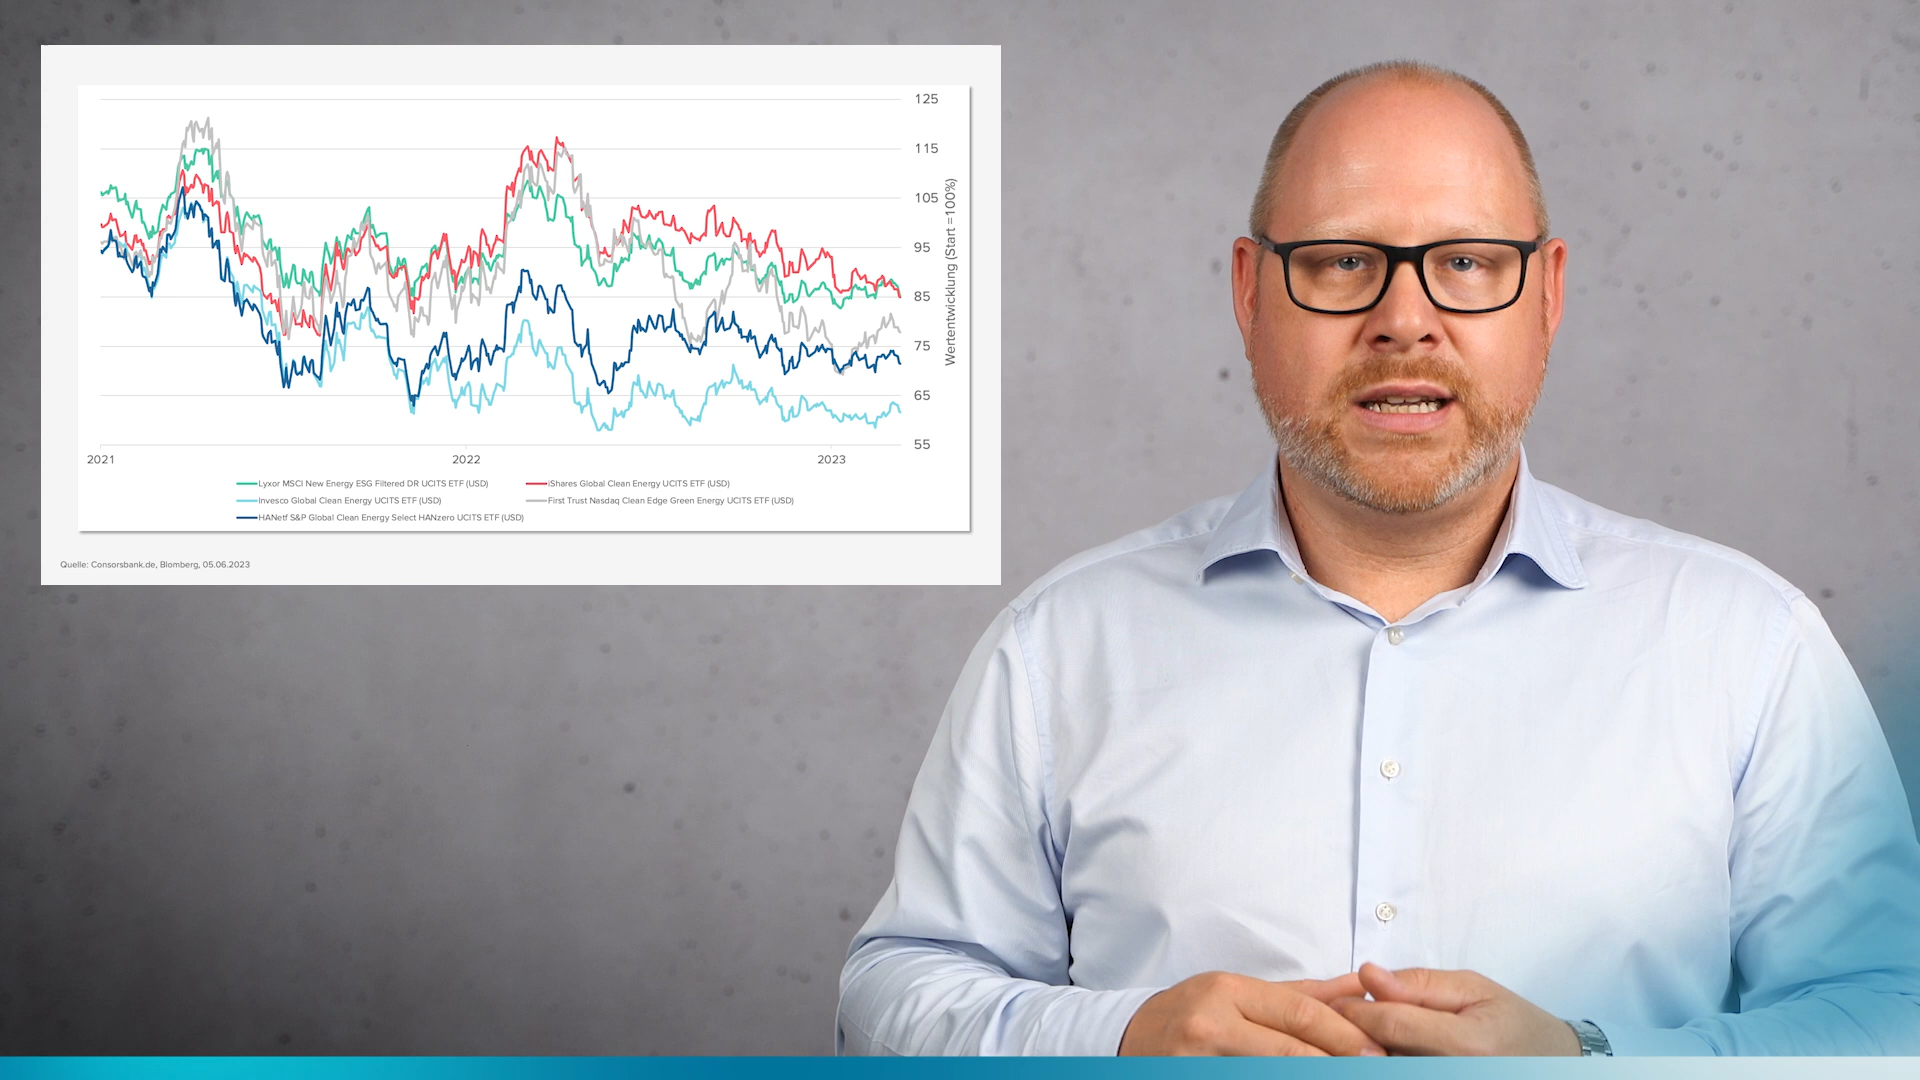 125
115
105
95
85
75
65
55
Wertentwicklung (Start =100%)
2021 2022 2023
Lyxor MSCI New Energy ESG Filtered DR UCITS ETF (USD) iShares Global Clean Energy UCITS ETF (USD)
Invesco Global Clean Energy UCITS ETF (USD) First Trust Nasdaq Clean Edge Green Energy UCITS ETF (USD)
HANetf S&P Global Clean Energy Select HANzero UCITS ETF (USD)
Quelle: Consorsbank.de, Blomberg, 05.06.2023